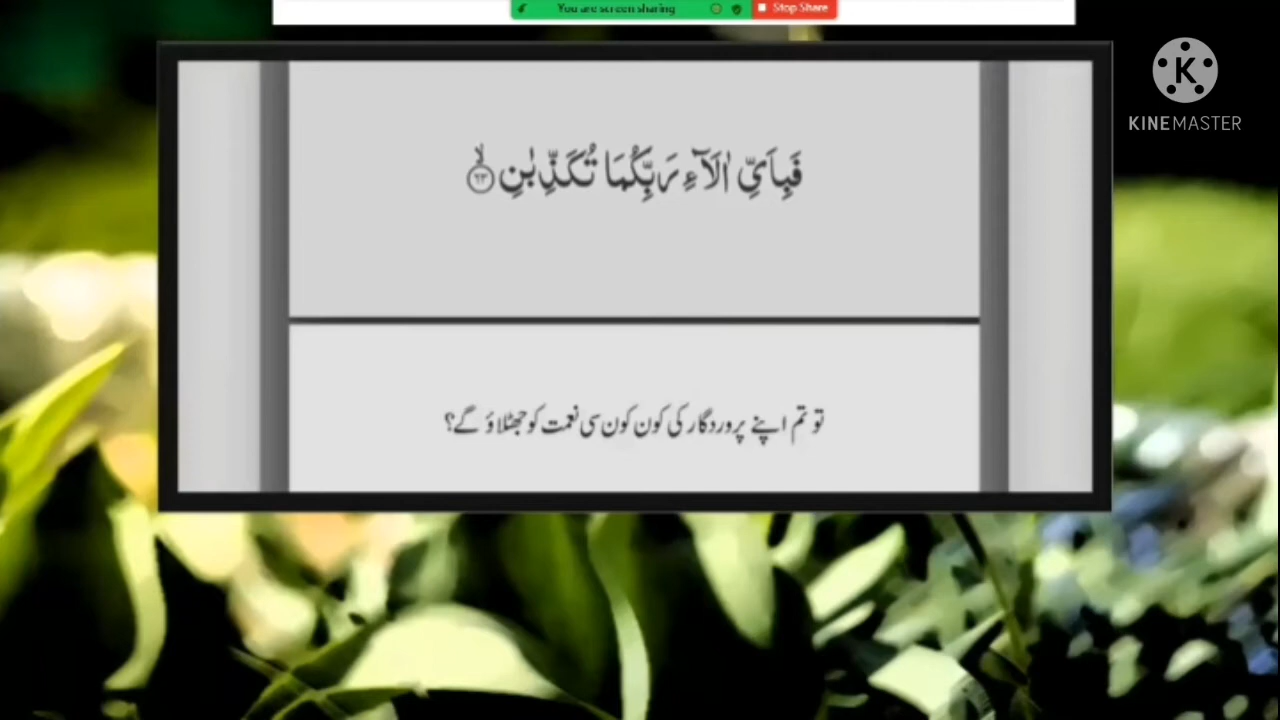 You are screen sharing
Stop Share
K
KINEMASTER
فَبِاَيِّ اٰلَآءِ رَبِّكُمَا تُكَذِّبٰنِ ۙ﴿۶۳﴾
تو تم اپنے پروردگار کی کون کون سی نعمت کو جھٹلاؤ گے؟